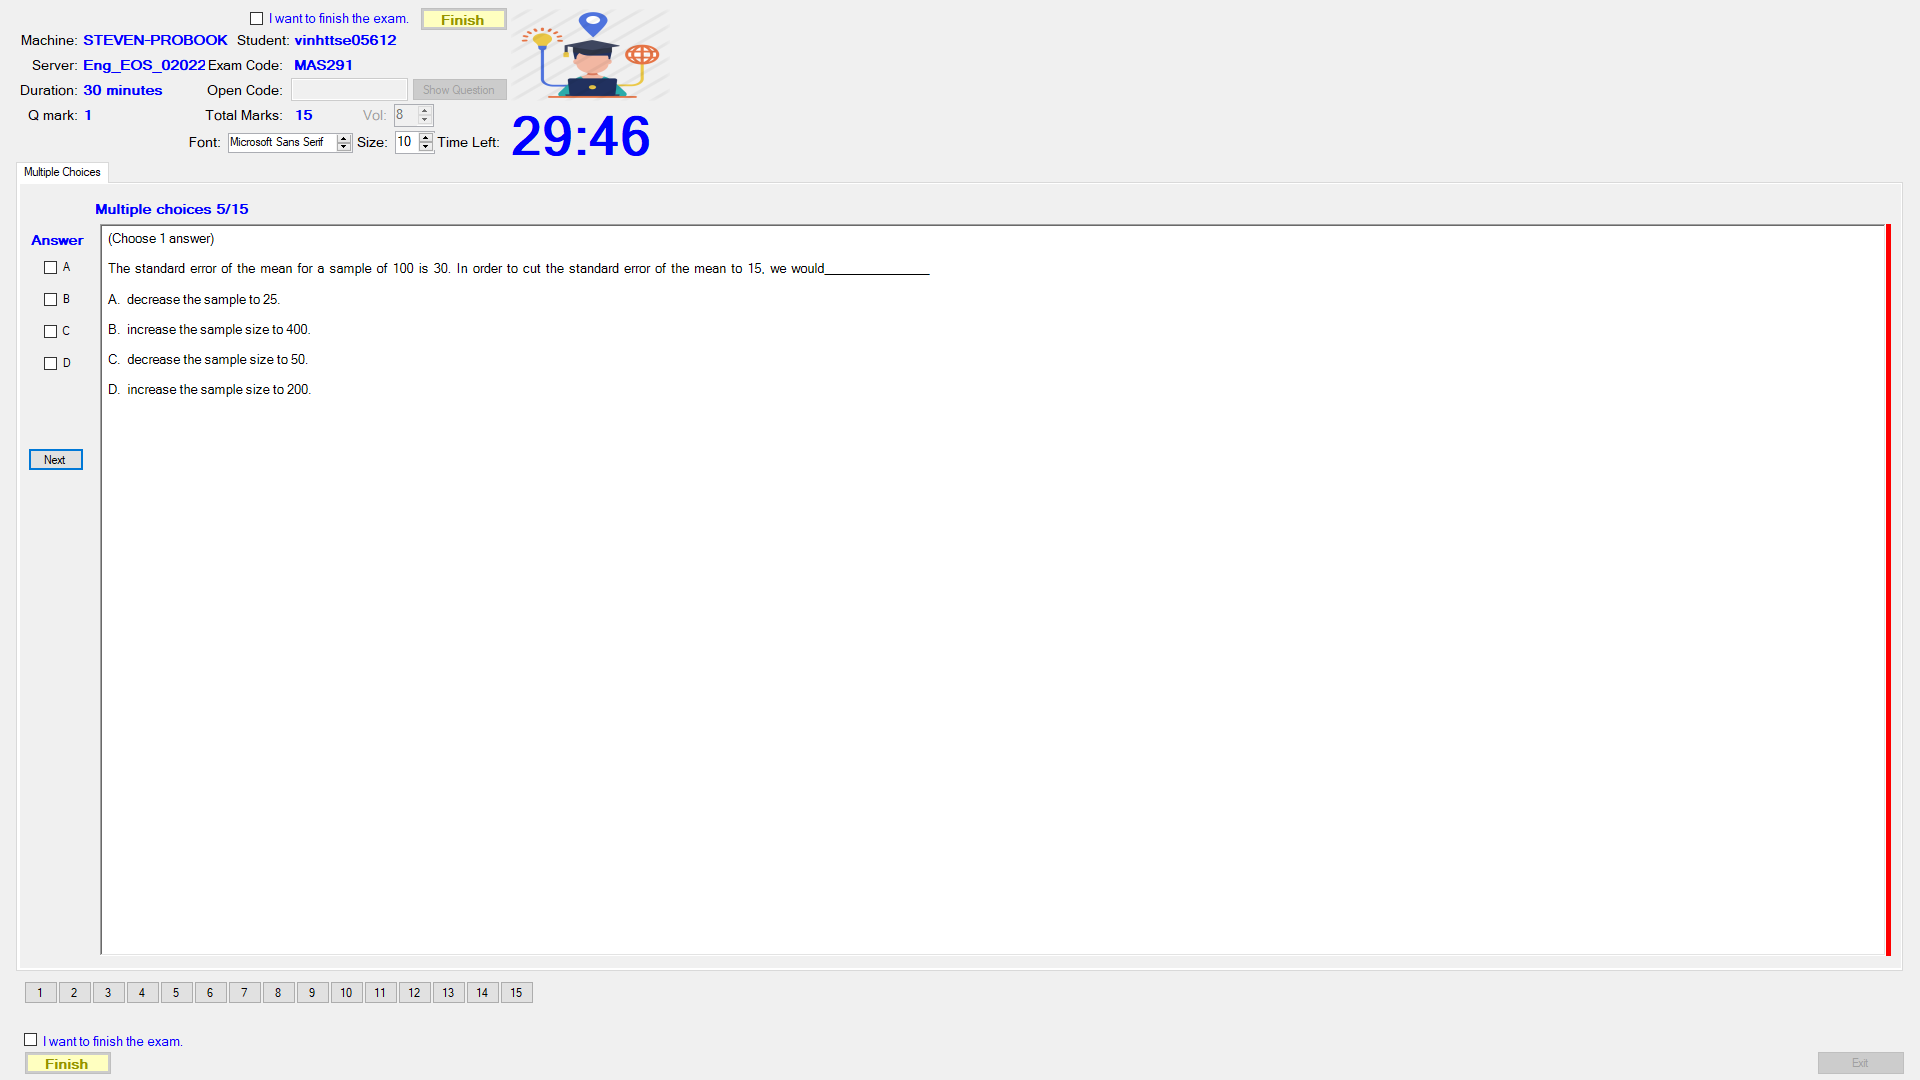 I want to finish the exam.
Finish
Machine: STEVEN-PROBOOK Student: vinhttse05612
Server: Eng_EOS_02022 Exam Code: MAS291
Duration: 30 minutes Open Code: Show Question
Q mark: 1 Total Marks: 15 Vol: 8
Font: Microsoft Sans Serif Size: 10 Time Left: 29:46
Multiple Choices
Multiple choices 5/15
Answer
A
B
C
D
Next
(Choose 1 answer)
The standard error of the mean for a sample of 100 is 30. In order to cut the standard error of the mean to 15, we would_______________
A. decrease the sample to 25.
B. increase the sample size to 400.
C. decrease the sample size to 50.
D. increase the sample size to 200.
1 2 3 4 5 6 7 8 9 10 11 12 13 14 15
I want to finish the exam.
Finish
Exit